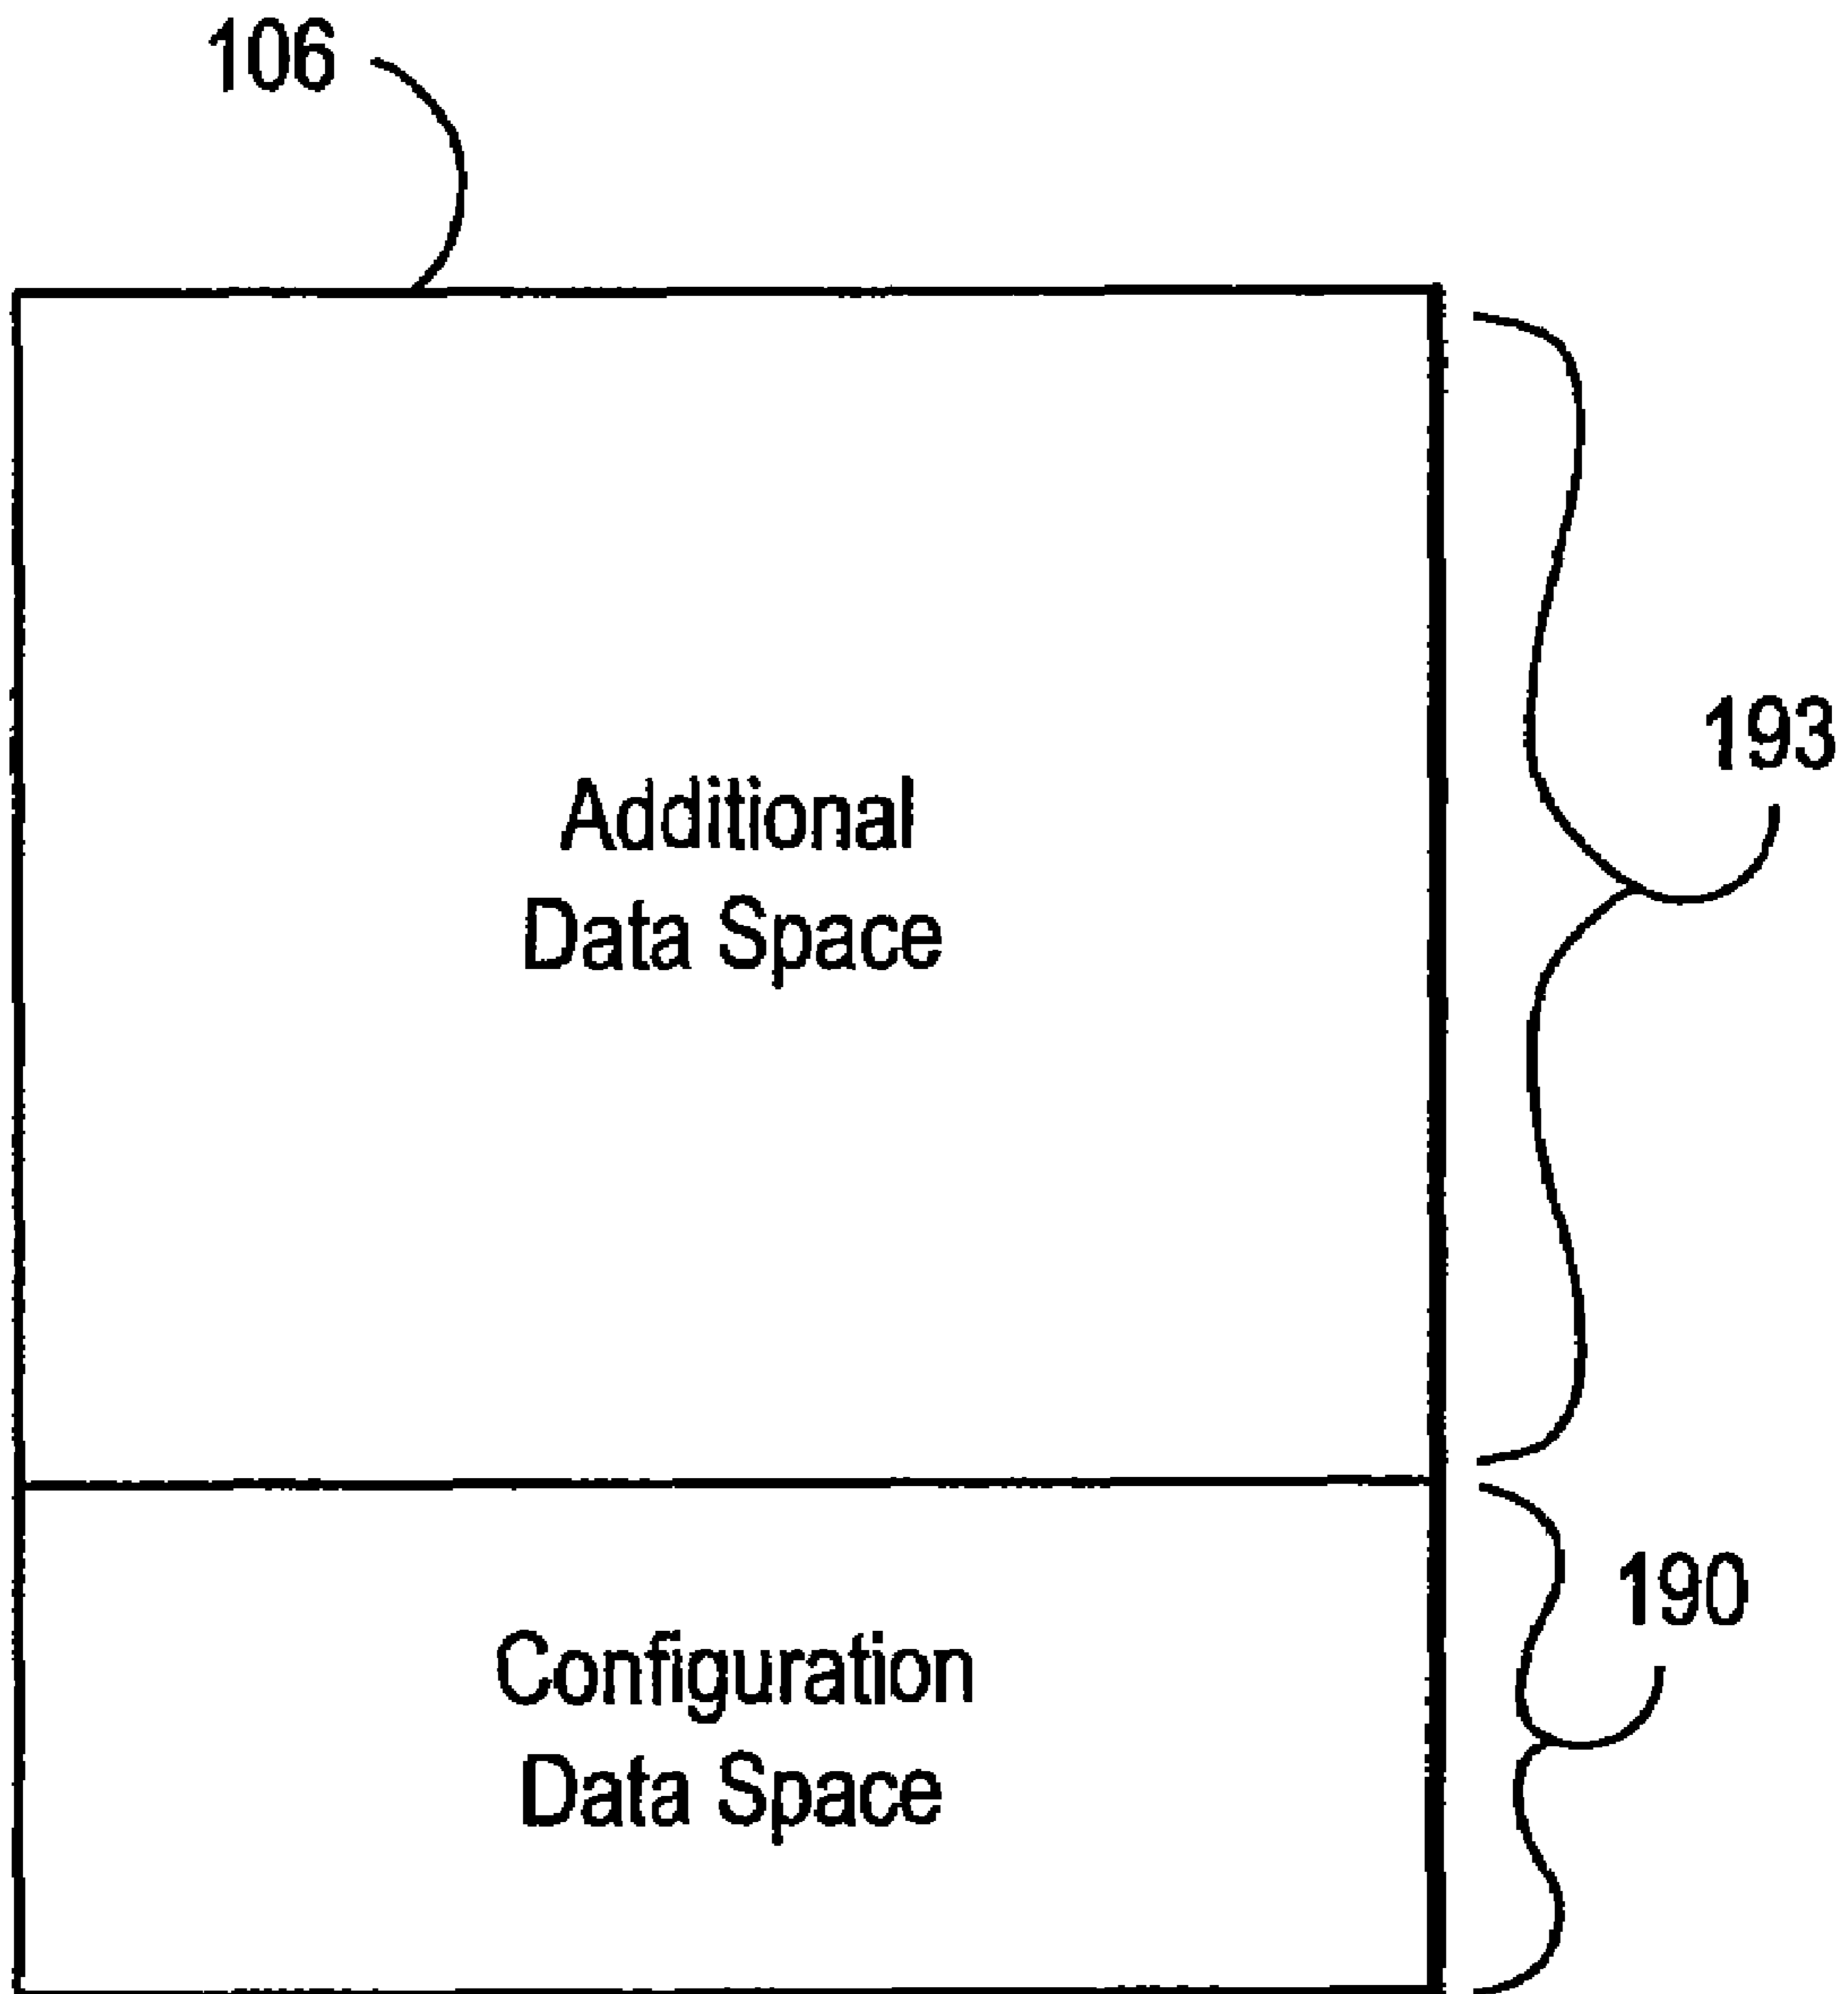 106
193
Additional
Data Space
190
Configuration
Data Space